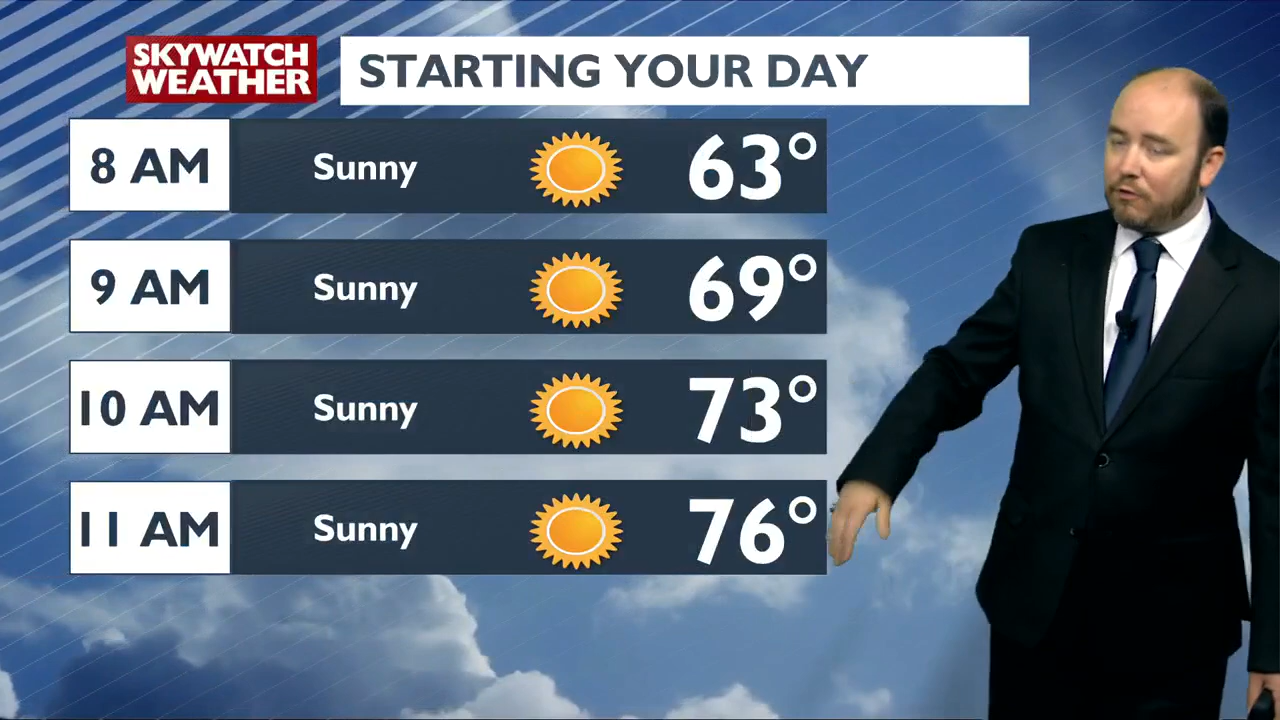 SKYWATCH
WEATHER
STARTING YOUR DAY
8 AM Sunny 63°
9 AM Sunny 69°
10 AM Sunny 73°
11 AM Sunny 76°